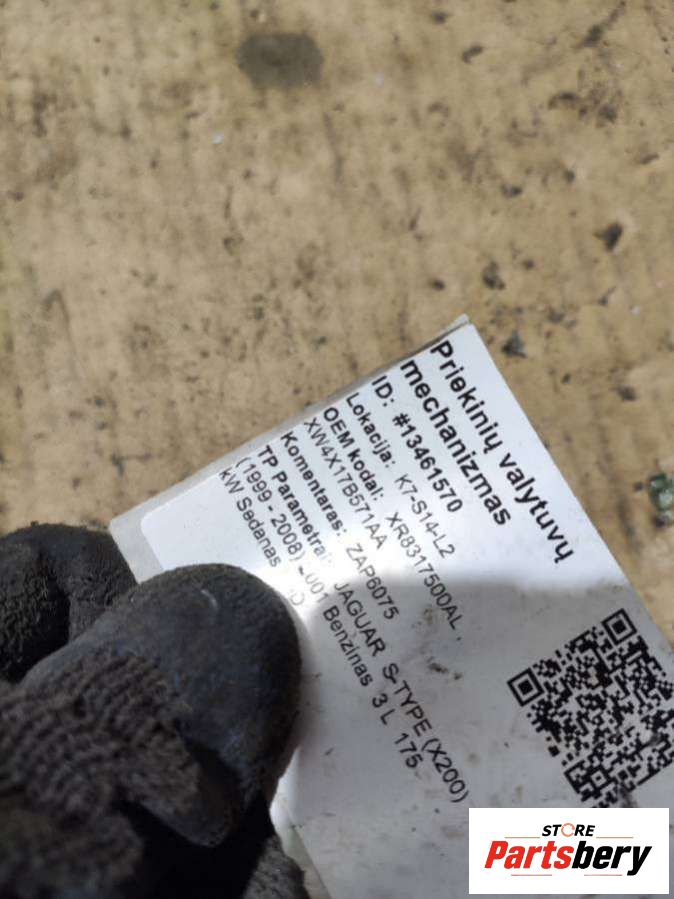 Priekinių valytuvų
mechanizmas
ID: #13461570
Lokacija: K7-S14-L2
OEM kodai: XR8317500AL ,
XW4X17B571AA
Komentaras: ZAP6075
TP Parametrai: JAGUAR S-TYPE (X200)
(1999 - 2008) 2001 Benzinas 3 L 175
kW Sedanas
STORE
Partsbery